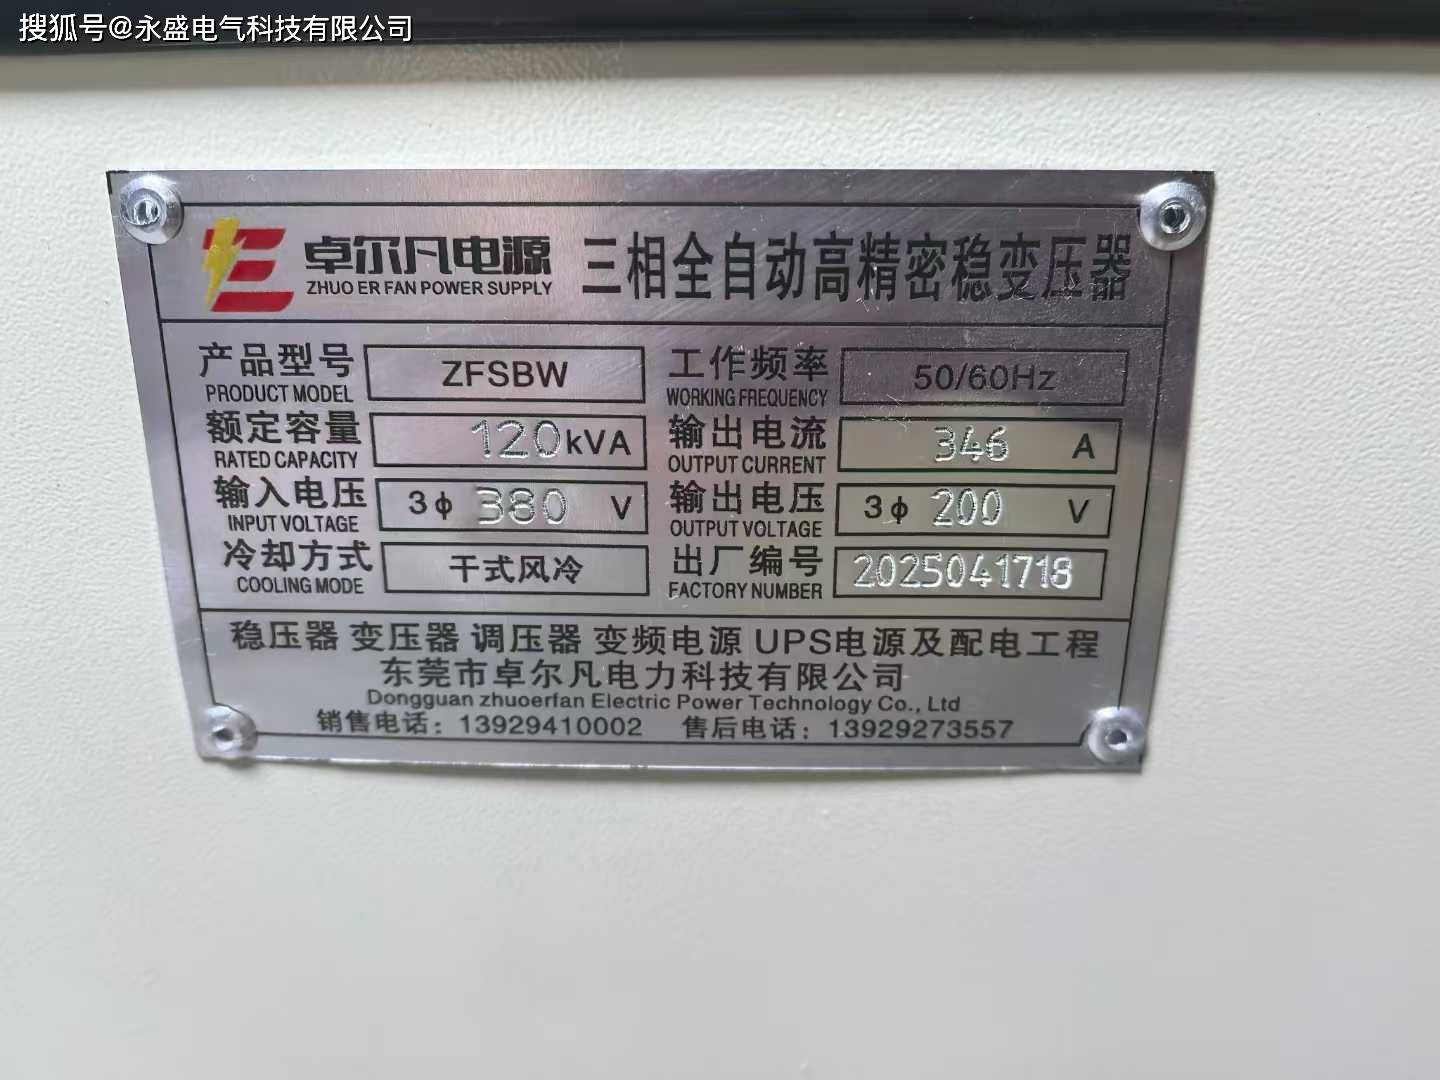 搜狐号@永盛电气科技有限公司
卓尔凡电源 三相全自动高精密稳变压器
ZHUO ER FAN POWER SUPPLY
产品型号 ZFSBW 工作频率 50/60Hz
PRODUCT MODEL WORKING FREQUENCY
额定容量 120kVA 输出电流 346 A
RATED CAPACITY OUTPUT CURRENT
输入电压 3ϕ 380 V 输出电压 3ϕ 200 V
INPUT VOLTAGE OUTPUT VOLTAGE
冷却方式 干式风冷 出厂编号 2025041718
COOLING MODE FACTORY NUMBER
稳压器 变压器 调压器 变频电源 UPS电源及配电工程
东莞市卓尔凡电力科技有限公司
Dongguan zhuoerfan Electric Power Technology Co., Ltd
销售电话：13929410002 售后电话：13929273557